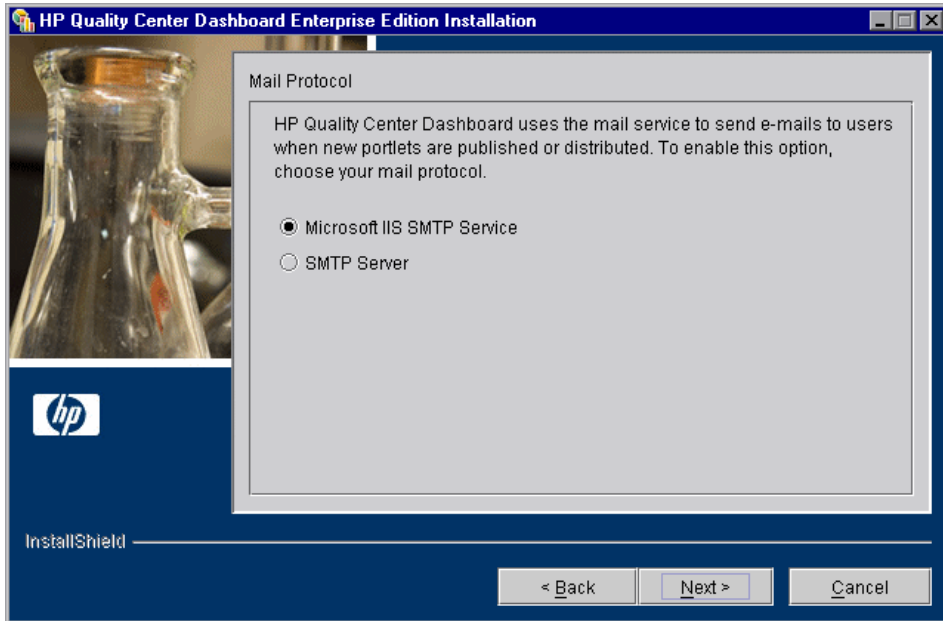 HP Quality Center Dashboard Enterprise Edition Installation
Mail Protocol
HP Quality Center Dashboard uses the mail service to send e-mails to users
when new portlets are published or distributed. To enable this option,
choose your mail protocol.
Microsoft IIS SMTP Service
SMTP Server
hp
InstallShield
< Back
Next >
Cancel